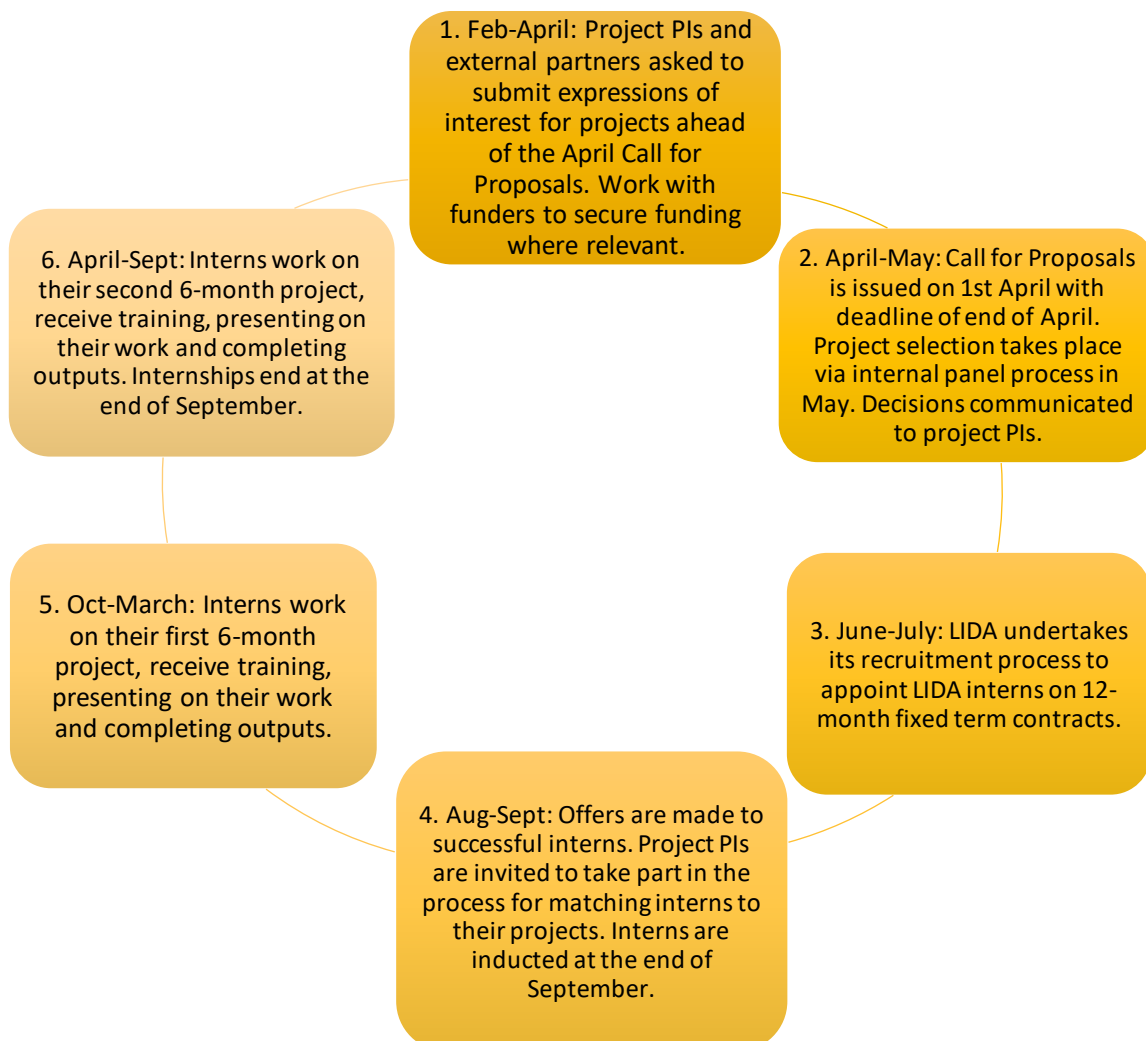 1. Feb-April: Project PIs and
external partners asked to
submit expressions of
interest for projects ahead
of the April Call for
Proposals. Work with
funders to secure funding
where relevant.
2. April-May: Call for Proposals
is issued on 1st April with
deadline of end of April.
Project selection takes place
via internal panel process in
May. Decisions communicated
to project PIs.
3. June-July: LIDA undertakes
its recruitment process to
appoint LIDA interns on 12-
month fixed term contracts.
4. Aug-Sept: Offers are made to
successful interns. Project PIs
are invited to take part in the
process for matching interns to
their projects. Interns are
inducted at the end of
September.
5. Oct-March: Interns work
on their first 6-month
project, receive training,
presenting on their work
and completing outputs.
6. April-Sept: Interns work on
their second 6-month project,
receive training, presenting on
their work and completing
outputs. Internships end at the
end of September.